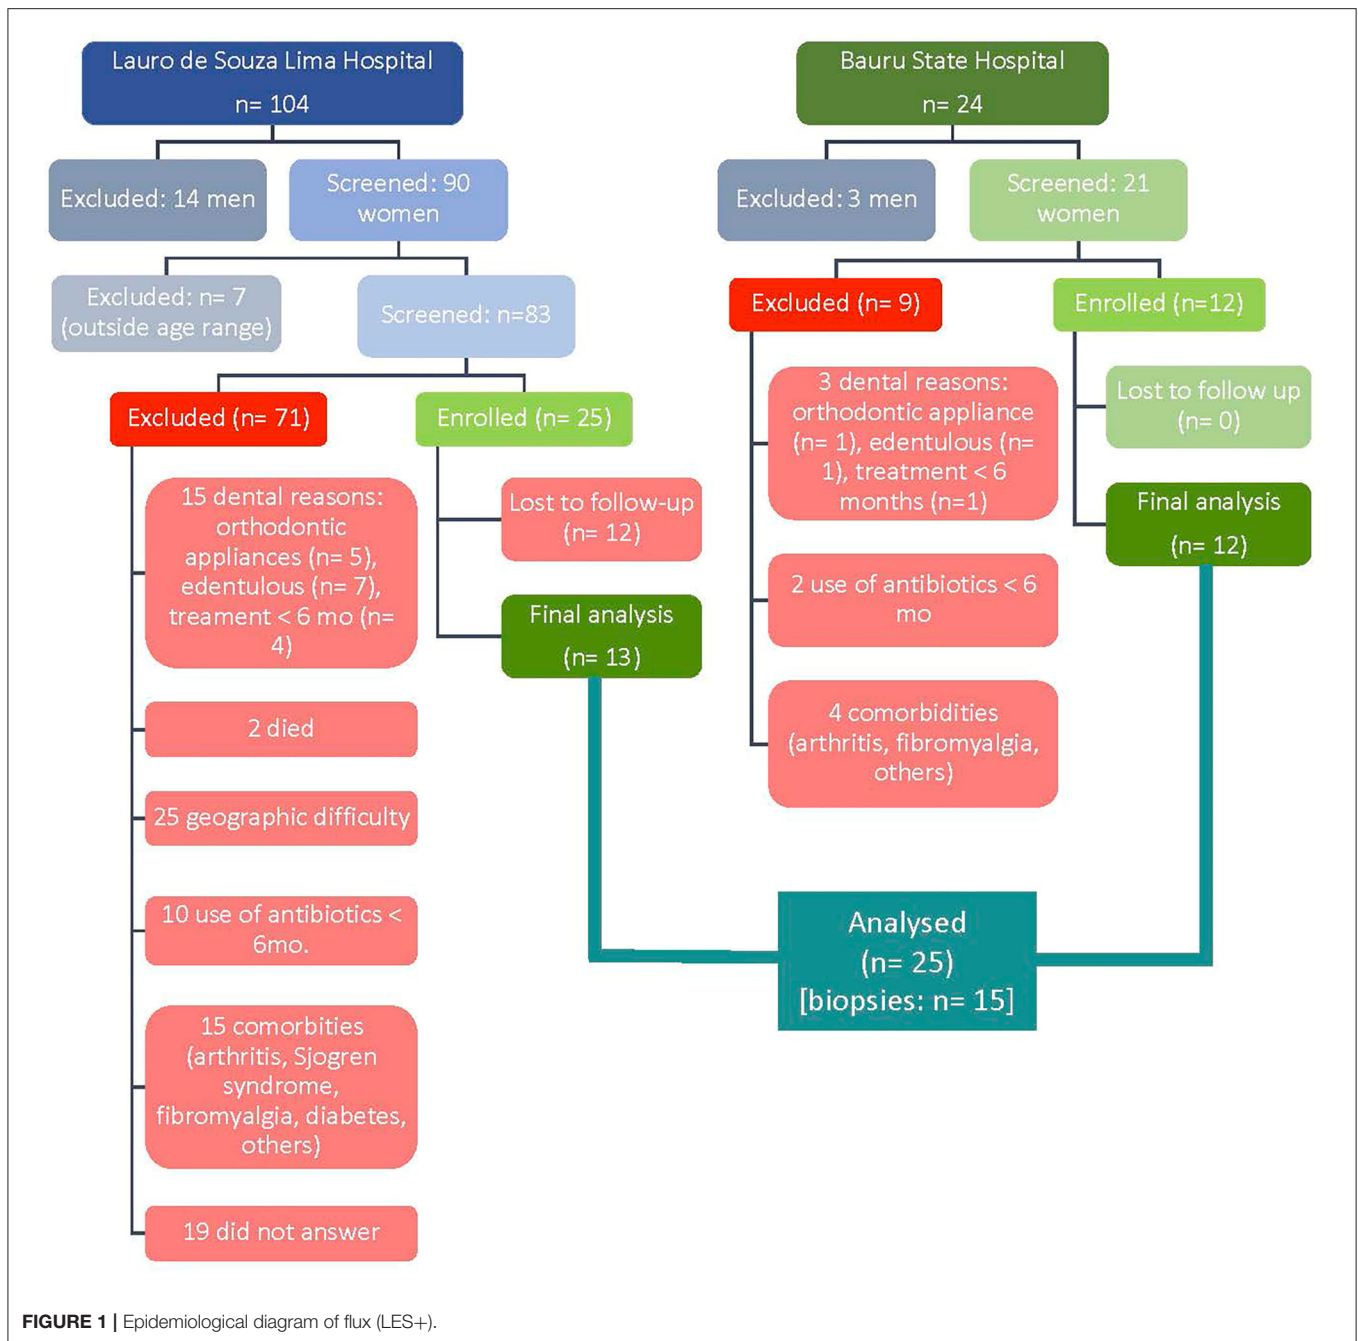 Lauro de Souza Lima Hospital
n= 104
Excluded: 14 men
Screened: 90
women
Excluded: n= 7
(outside age range)
Screened: n=83
Excluded (n= 71)
Enrolled (n= 25)
15 dental reasons:
orthodontic
appliances (n= 5),
edentulous (n= 7),
treament < 6 mo (n=
4)
2 died
25 geographic difficulty
10 use of antibiotics <
6mo.
15 comorbities
(arthritis, Sjogren
syndrome,
fibromyalgia, diabetes,
others)
19 did not answer
Lost to follow-up
(n= 12)
Final analysis
(n= 13)
Bauru State Hospital
n= 24
Excluded: 3 men
Screened: 21
women
Excluded (n= 9)
Enrolled (n=12)
3 dental reasons:
orthodontic appliance
(n= 1), edentulous (n=
1), treatment < 6
months (n=1)
2 use of antibiotics < 6
mo
4 comorbidities
(arthritis, fibromyalgia,
others)
Lost to follow up
(n= 0)
Final analysis
(n= 12)
Analysed
(n= 25)
[biopsies: n= 15]
FIGURE 1 | Epidemiological diagram of flux (LES+).